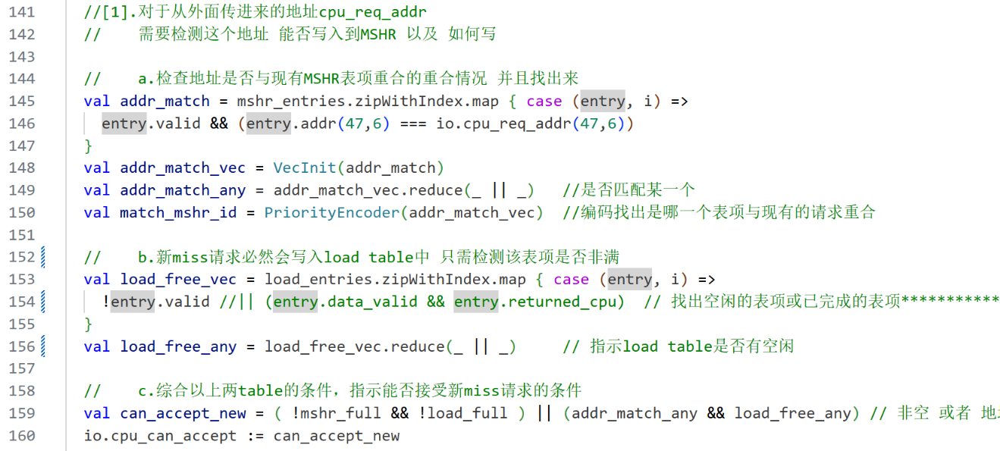 141 //[1].对于从外面传进来的地址cpu_req_addr
142 // 需要检测这个地址 能否写入到MSHR 以及 如何写
143
144 // a.检查地址是否与现有MSHR表项重合的重合情况 并且找出来
145 val addr_match = mshr_entries.zipWithIndex.map { case (entry, i) =>
146 entry.valid && (entry.addr(47,6) === io.cpu_req_addr(47,6))
147 }
148 val addr_match_vec = VecInit(addr_match)
149 val addr_match_any = addr_match_vec.reduce(_ || _) //是否匹配某一个
150 val match_mshr_id = PriorityEncoder(addr_match_vec) //编码找出是哪一个表项与现有的请求重合
151
152 // b.新miss请求必然会写入load table中 只需检测该表项是否非满
153 val load_free_vec = load_entries.zipWithIndex.map { case (entry, i) =>
154 !entry.valid //|| (entry.data_valid && entry.returned_cpu) // 找出空闲的表项或已完成的表项***********
155 }
156 val load_free_any = load_free_vec.reduce(_ || _) // 指示load table是否有空闲
157
158 // c.综合以上两table的条件，指示能否接受新miss请求的条件
159 val can_accept_new = ( !mshr_full && !load_full ) || (addr_match_any && load_free_any) // 非空 或者
160 io.cpu_can_accept := can_accept_new